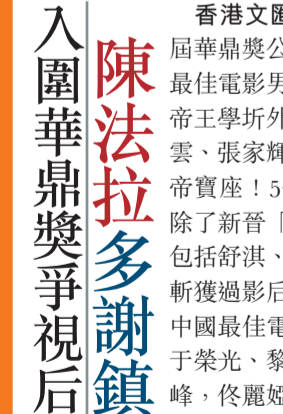 陳法拉多謝鎮
入圍華鼎獎爭視后
香港文匯
屆華鼎獎公
最佳電影男
帝王學圻外
雲、張家輝
帝寶座！5
除了新晉「
包括舒淇、
斬獲過影后
中國最佳電
于榮光、黎
峰，佟麗婭